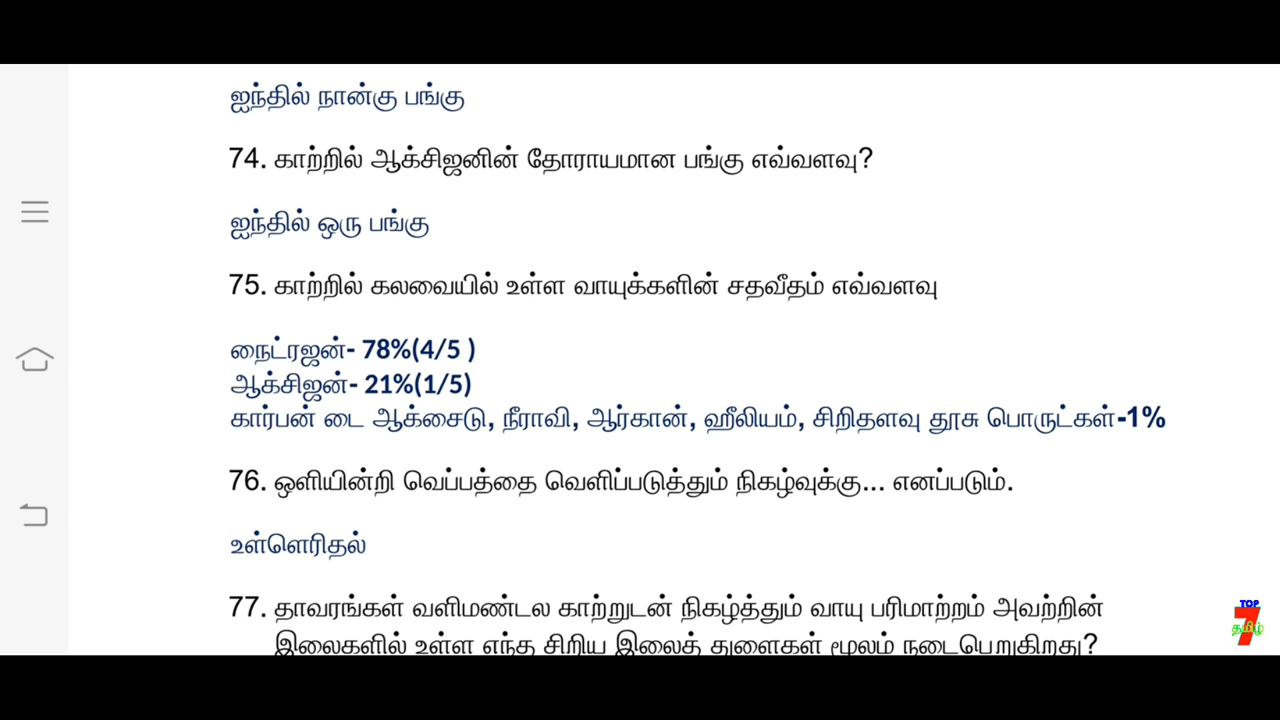 ஐந்தில் நான்கு பங்கு
74. காற்றில் ஆக்சிஜனின் தோராயமான பங்கு எவ்வளவு?
ஐந்தில் ஒரு பங்கு
75. காற்றில் கலவையில் உள்ள வாயுக்களின் சதவீதம் எவ்வளவு
நைட்ரஜன்- 78%(4/5 )
ஆக்சிஜன்- 21%(1/5)
கார்பன் டை ஆக்சைடு, நீராவி, ஆர்கான், ஹீலியம், சிறிதளவு தூசு பொருட்கள்-1%
76. ஒளியின்றி வெப்பத்தை வெளிப்படுத்தும் நிகழ்வுக்கு... எனப்படும்.
உள்ளெரிதல்
77. தாவரங்கள் வளிமண்டல காற்றுடன் நிகழ்த்தும் வாயு பரிமாற்றம் அவற்றின்
இலைகளில் உள்ள எந்த சிறிய இலைத் துளைகள் மூலம் நடைபெறுகிறது?
TOP
7
தமிழ்